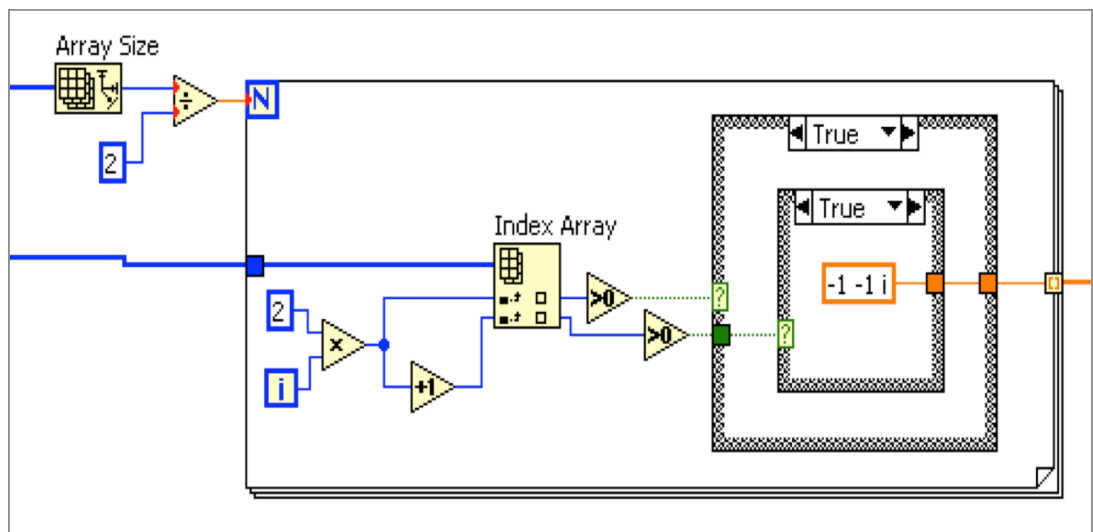 Array Size
÷
N
2
True
True
Index Array
>0
?
-1 -1 i
2
×
>0
?
i
+1